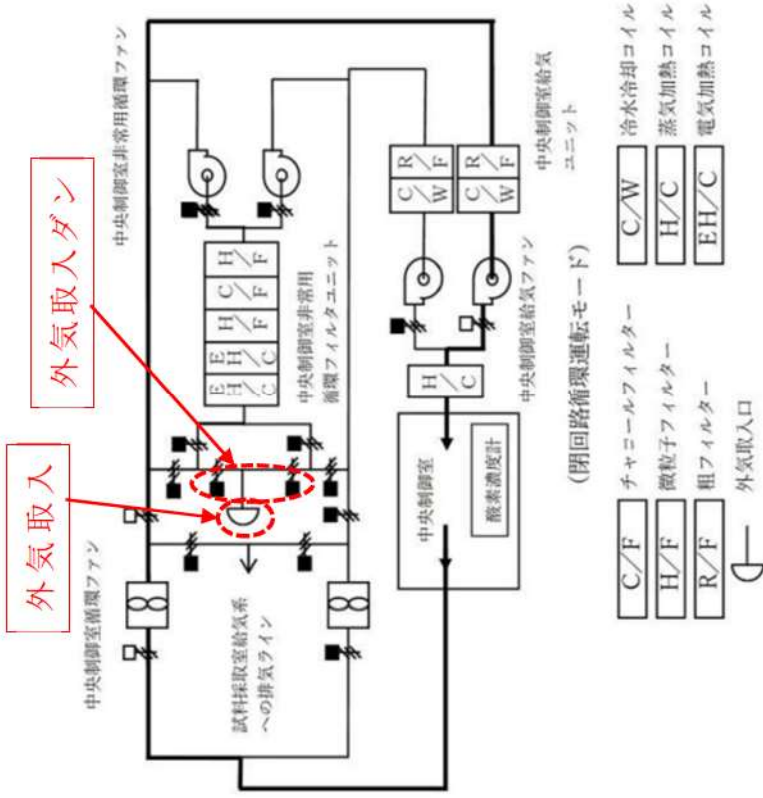 外気取入
外気取入ダン
中央制御室循環ファン
中央制御室非常用循環ファン
試料採取室給気系
への排気ライン
EH/C
EH/C
H/F
C/F
H/F
中央制御室非常用
循環フィルタユニット
中央制御室
酸素濃度計
H/C
C/W
R/F
C/W
R/F
中央制御室給気ファン
中央制御室給気
ユニット
(閉回路循環運転モード)
C/F
チャコールフィルター
C/W
冷水冷却コイル
H/F
微粒子フィルター
H/C
蒸気加熱コイル
R/F
粗フィルター
EH/C
電気加熱コイル
外気取入口